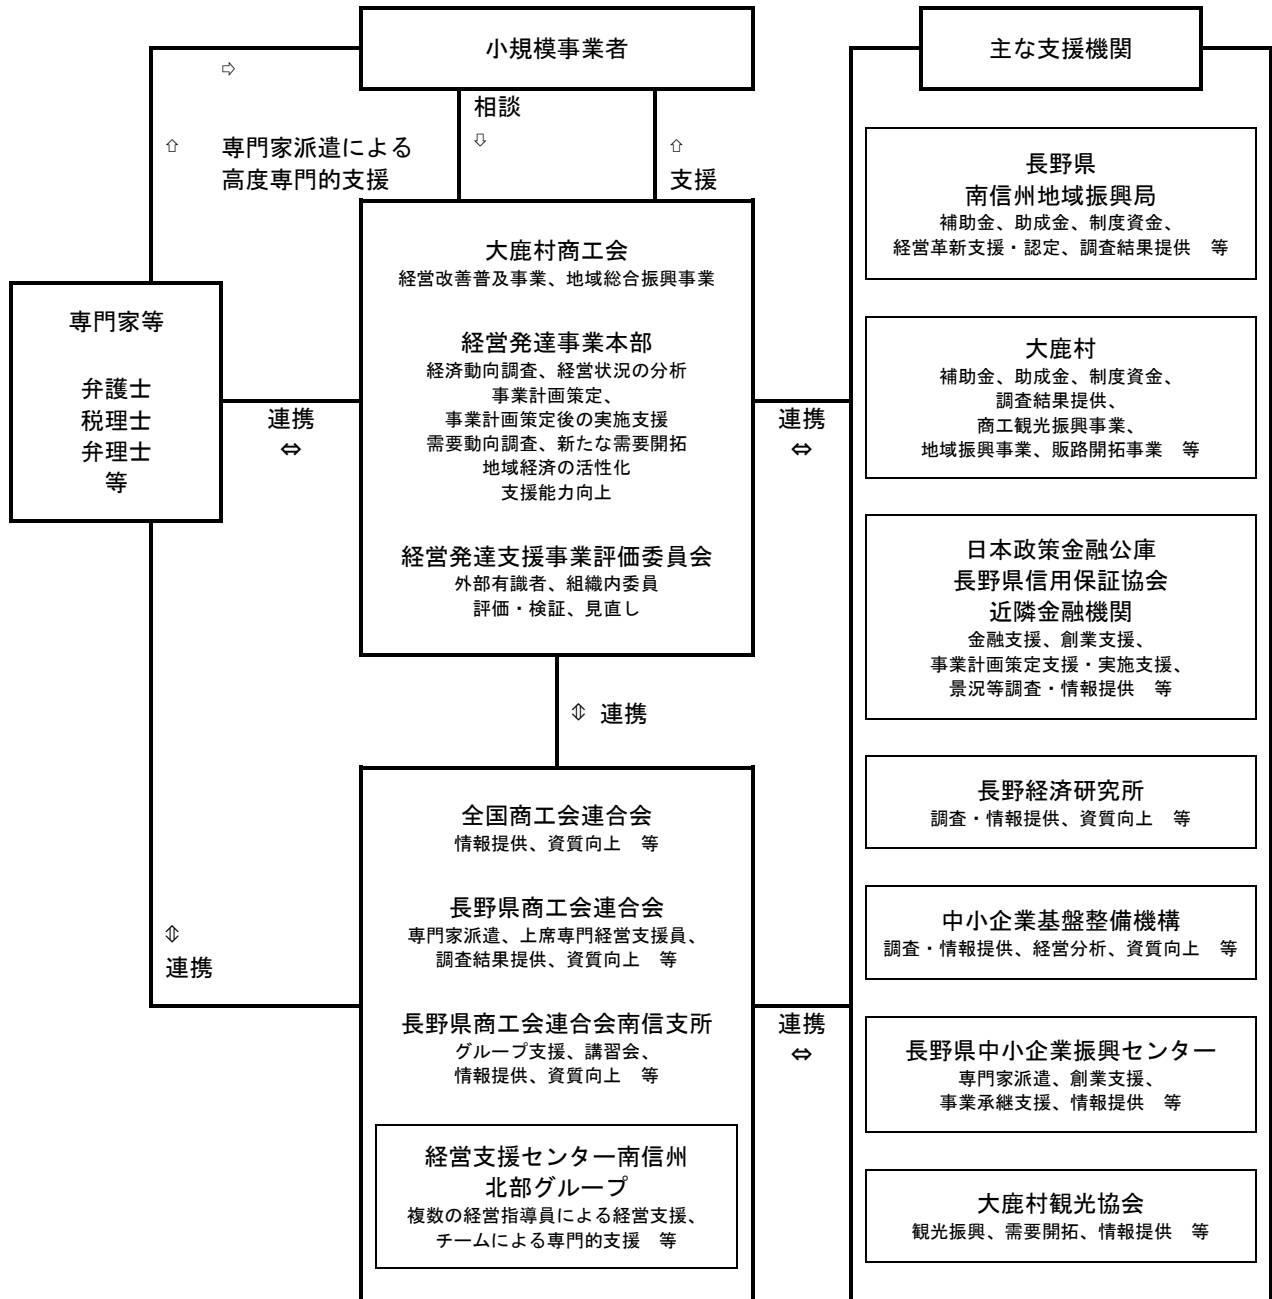 小規模事業者
⇨
相談
⇩
⇧
支援
⇧
専門家派遣による
高度専門的支援
専門家等
弁護士
税理士
弁理士
等
連携
⇔
大鹿村商工会
経営改善普及事業、地域総合振興事業
経営発達事業本部
経済動向調査、経営状況の分析
事業計画策定、
事業計画策定後の実施支援
需要動向調査、新たな需要開拓
地域経済の活性化
支援能力向上
経営発達支援事業評価委員会
外部有識者、組織内委員
評価・検証、見直し
連携
⇔
⇕ 連携
⇕
連携
全国商工会連合会
情報提供、資質向上　等
長野県商工会連合会
専門家派遣、上席専門経営支援員、
調査結果提供、資質向上　等
長野県商工会連合会南信支所
グループ支援、講習会、
情報提供、資質向上　等
経営支援センター南信州
北部グループ
複数の経営指導員による経営支援、
チームによる専門的支援　等
連携
⇔
主な支援機関
長野県
南信州地域振興局
補助金、助成金、制度資金、
経営革新支援・認定、調査結果提供　等
大鹿村
補助金、助成金、制度資金、
調査結果提供、
商工観光振興事業、
地域振興事業、販路開拓事業　等
日本政策金融公庫
長野県信用保証協会
近隣金融機関
金融支援、創業支援、
事業計画策定支援・実施支援、
景況等調査・情報提供　等
長野経済研究所
調査・情報提供、資質向上　等
中小企業基盤整備機構
調査・情報提供、経営分析、資質向上　等
長野県中小企業振興センター
専門家派遣、創業支援、
事業承継支援、情報提供　等
大鹿村観光協会
観光振興、需要開拓、情報提供　等